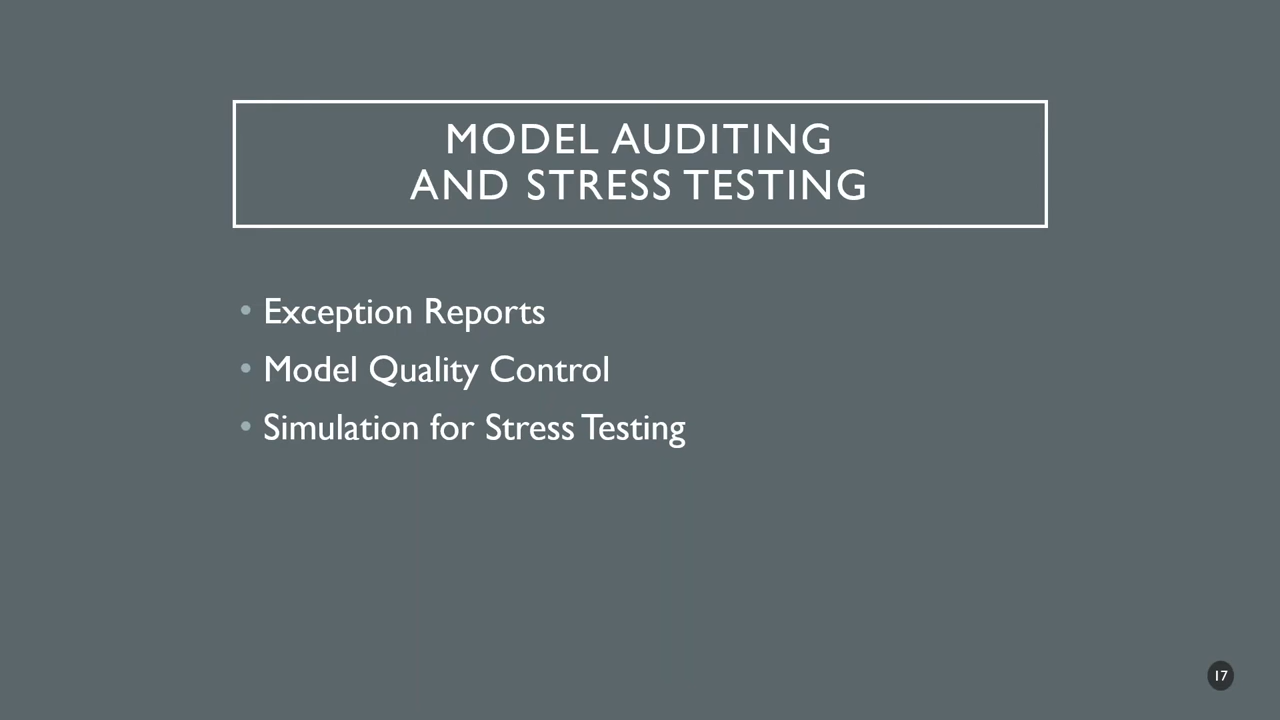 MODEL AUDITING
AND STRESS TESTING
• Exception Reports
• Model Quality Control
• Simulation for Stress Testing
17